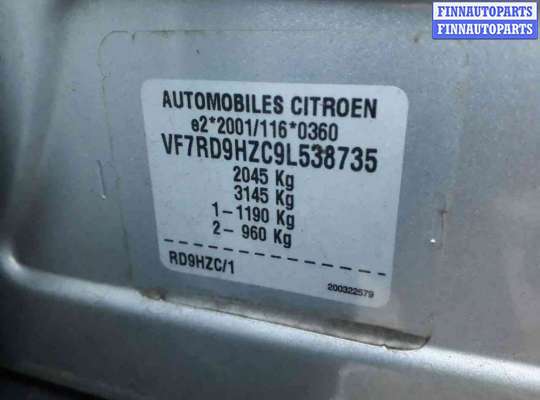 FINNAUTOPARTS
FINNAUTOPARTS
AUTOMOBILES CITROEN
e2*2001/116*0360
VF7RD9HZC9L538735
2045 Kg
3145 Kg
1-1190 Kg
2- 960 Kg
RD9HZC/1
200322579